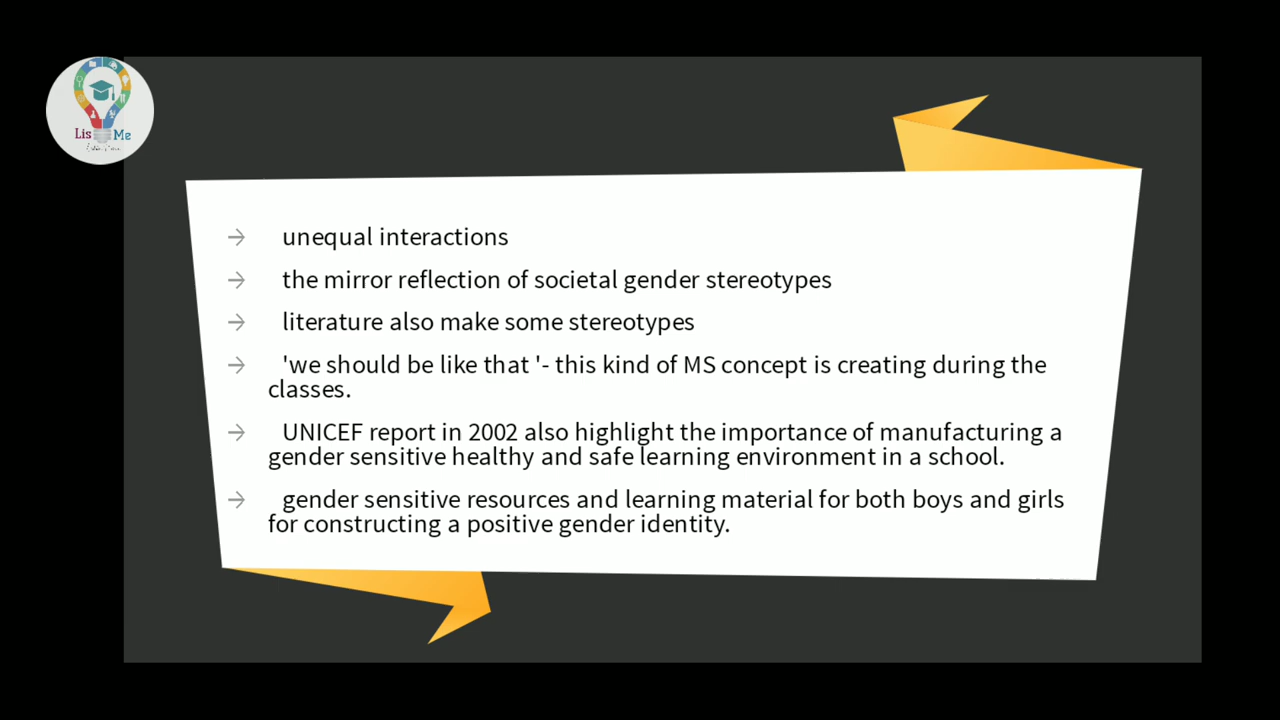 Lis Me
→ unequal interactions
→ the mirror reflection of societal gender stereotypes
→ literature also make some stereotypes
→ 'we should be like that '- this kind of MS concept is creating during the
classes.
→ UNICEF report in 2002 also highlight the importance of manufacturing a
gender sensitive healthy and safe learning environment in a school.
→ gender sensitive resources and learning material for both boys and girls
for constructing a positive gender identity.